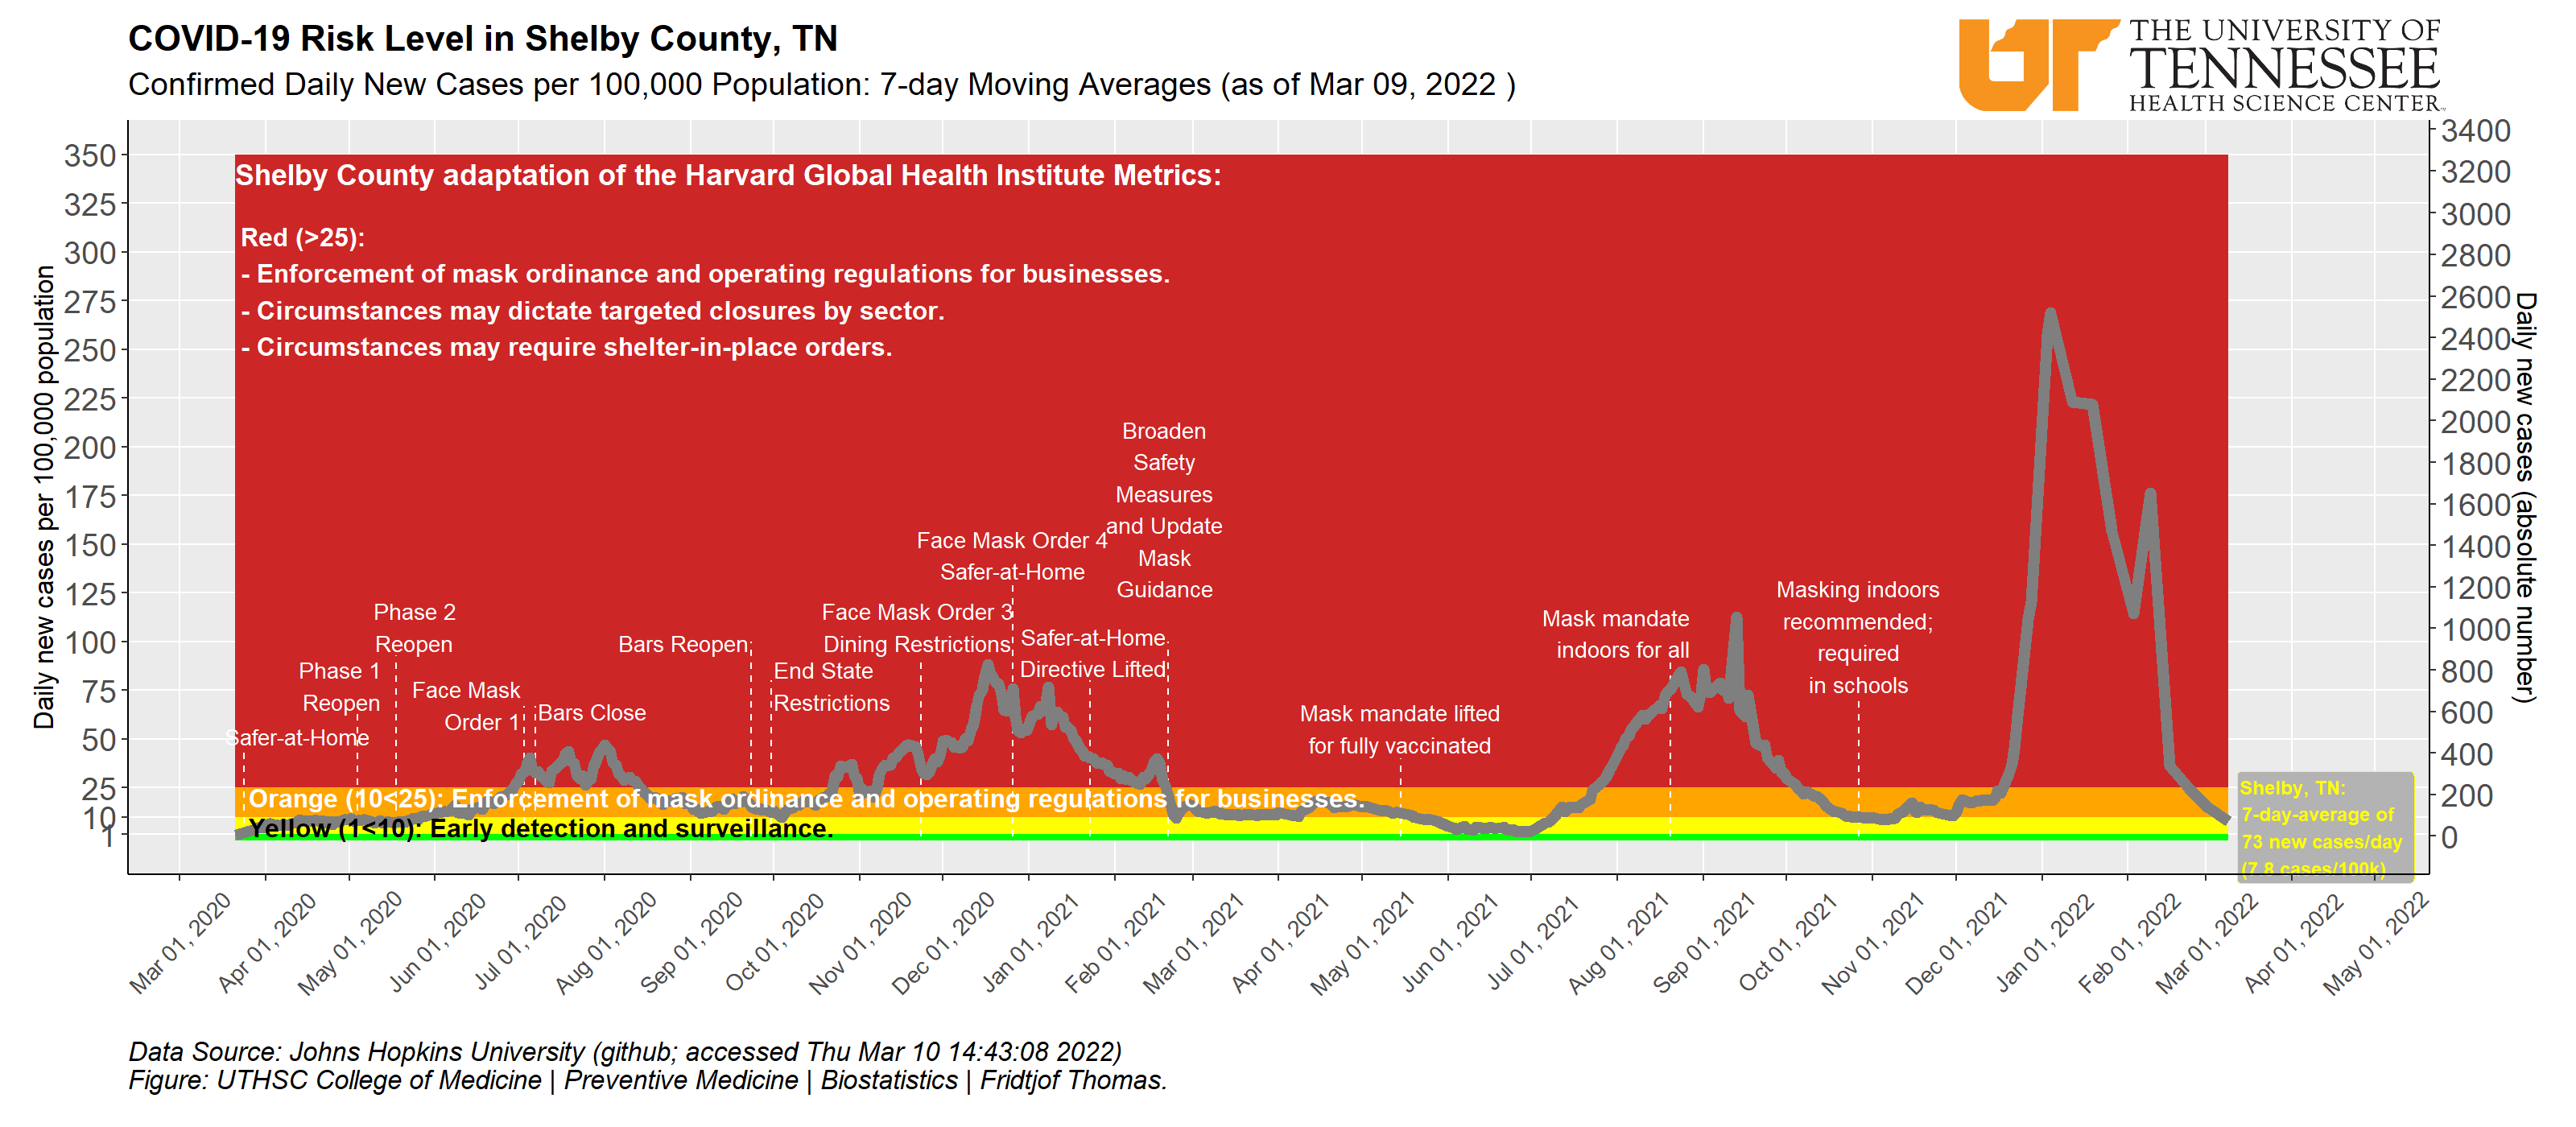 COVID-19 Risk Level in Shelby County, TN
Confirmed Daily New Cases per 100,000 Population: 7-day Moving Averages (as of Mar 09, 2022 )
THE UNIVERSITY OF
TENNESSEE
HEALTH SCIENCE CENTER
Daily new cases per 100,000 population
350
325
300
275
250
225
200
175
150
125
100
75
50
25
10
1
Shelby County adaptation of the Harvard Global Health Institute Metrics:
Red (>25):
- Enforcement of mask ordinance and operating regulations for businesses.
- Circumstances may dictate targeted closures by sector.
- Circumstances may require shelter-in-place orders.
Safer-at-Home
Phase 1
Reopen
Phase 2
Reopen
Face Mask
Order 1
Bars Close
Bars Reopen
End State
Restrictions
Face Mask Order 3
Dining Restrictions
Face Mask Order 4
Safer-at-Home
Safer-at-Home
Directive Lifted
Broaden
Safety
Measures
and Update
Mask
Guidance
Mask mandate lifted
for fully vaccinated
Mask mandate
indoors for all
Masking indoors
recommended;
required
in schools
Orange (10<25): Enforcement of mask ordinance and operating regulations for businesses.
Yellow (1<10): Early detection and surveillance.
Shelby, TN:
7-day-average of
73 new cases/day
(7.8 cases/100k)
3400
3200
3000
2800
2600
2400
2200
2000
1800
1600
1400
1200
1000
800
600
400
200
0
Daily new cases (absolute number)
Mar 01, 2020
Apr 01, 2020
May 01, 2020
Jun 01, 2020
Jul 01, 2020
Aug 01, 2020
Sep 01, 2020
Oct 01, 2020
Nov 01, 2020
Dec 01, 2020
Jan 01, 2021
Feb 01, 2021
Mar 01, 2021
Apr 01, 2021
May 01, 2021
Jun 01, 2021
Jul 01, 2021
Aug 01, 2021
Sep 01, 2021
Oct 01, 2021
Nov 01, 2021
Dec 01, 2021
Jan 01, 2022
Feb 01, 2022
Mar 01, 2022
Apr 01, 2022
May 01, 2022
Data Source: Johns Hopkins University (github; accessed Thu Mar 10 14:43:08 2022)
Figure: UTHSC College of Medicine | Preventive Medicine | Biostatistics | Fridtjof Thomas.